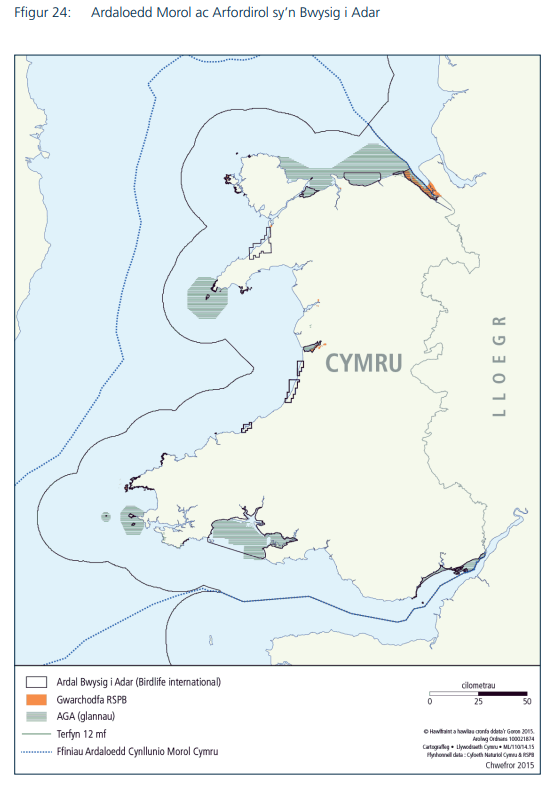 Ffigur 24: Ardaloedd Morol ac Arfordirol sy'n Bwysig i Adar
CYMRU
LLOEGR
Ardal Bwysig i Adar (Birdlife international)
Gwarchodfa RSPB
AGA (glannau)
Terfyn 12 mf
Ffiniau Ardaloedd Cynllunio Morol Cymru
cilometrau
0 25 50
© Hawlfraint a hawliau cronfa ddata'r Goron 2015.
Arolwg Ordnans 100021874
Cartograffeg • Llywodraeth Cymru • ML/110/14.15
Ffynhonnell data : Cyfoeth Naturiol Cymru & RSPB
Chwefror 2015